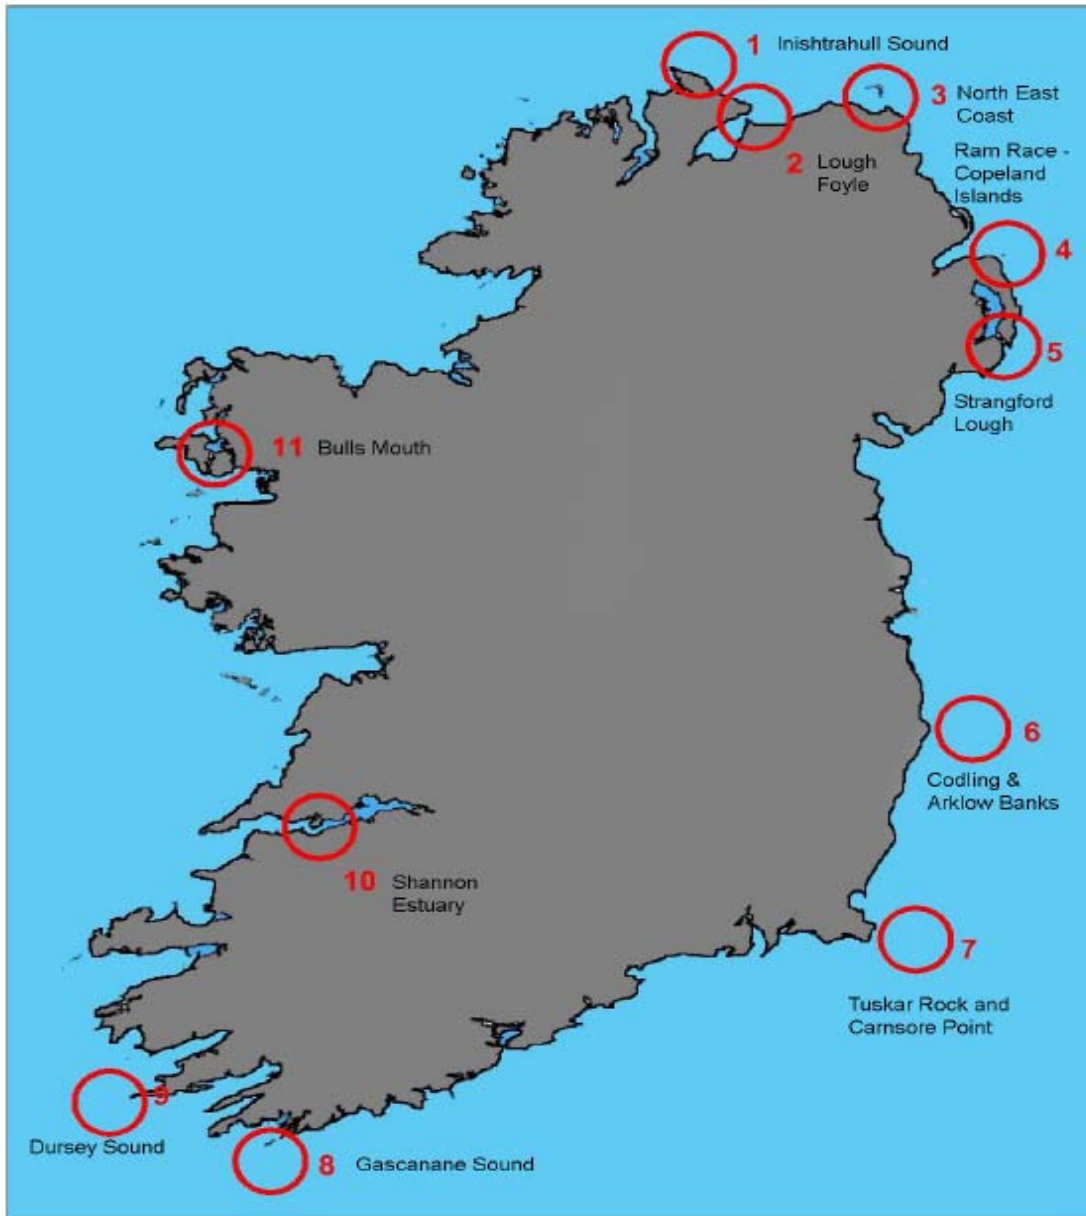 1 Inishtrahull Sound
2 Lough
Foyle
3 North East
Coast
Ram Race -
Copeland
Islands
4
5
Strangford
Lough
11 Bulls Mouth
6
Codling &
Arklow Banks
10 Shannon
Estuary
7
Tuskar Rock and
Carnsore Point
9
Dursey Sound
8 Gascanane Sound